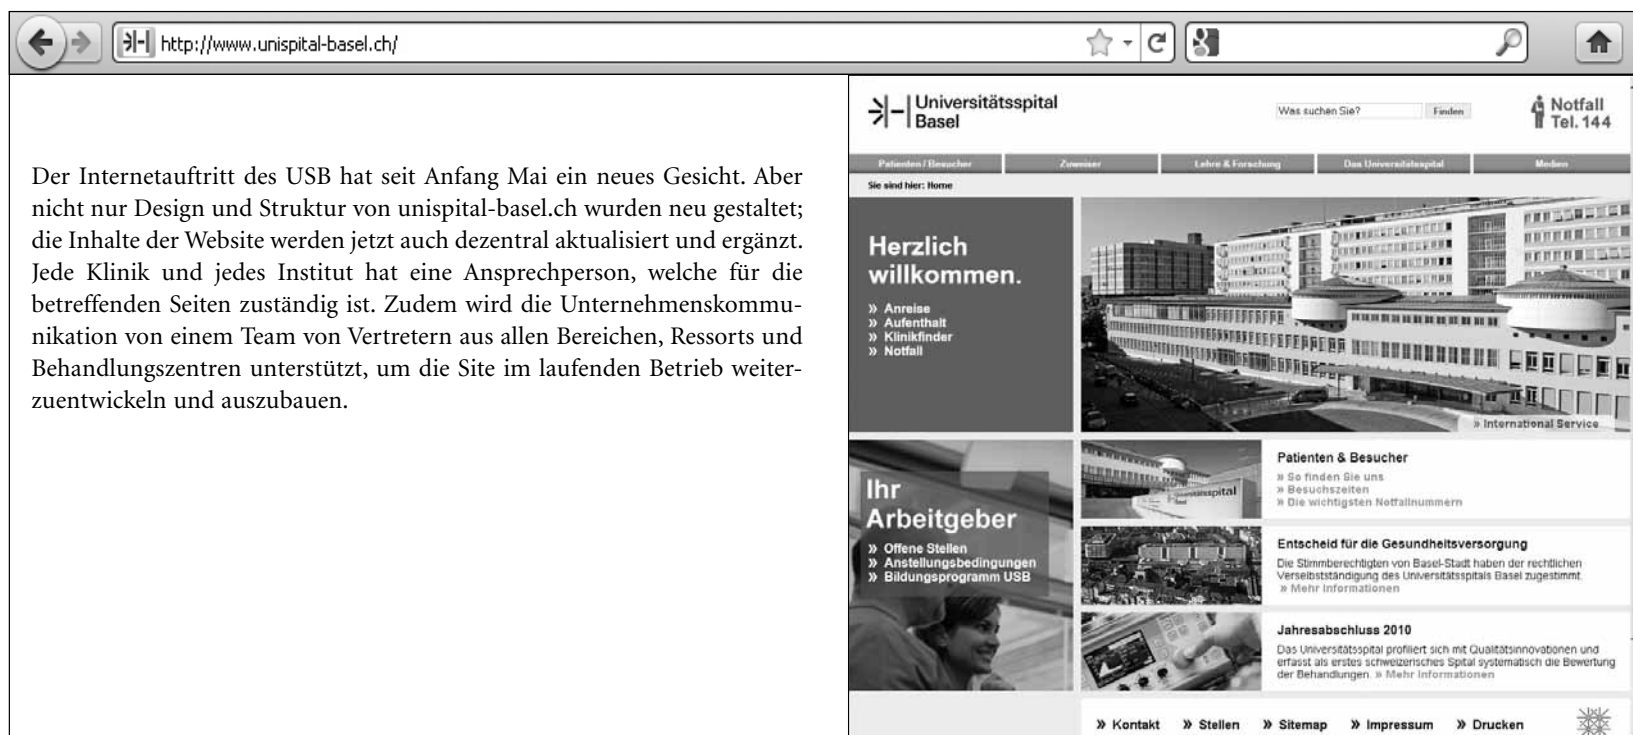 http://www.unispital-basel.ch/
Der Internetauftritt des USB hat seit Anfang Mai ein neues Gesicht. Aber
nicht nur Design und Struktur von unispital-basel.ch wurden neu gestaltet;
die Inhalte der Website werden jetzt auch dezentral aktualisiert und ergänzt.
Jede Klinik und jedes Institut hat eine Ansprechperson, welche für die
betreffenden Seiten zuständig ist. Zudem wird die Unternehmenskommu-
nikation von einem Team von Vertretern aus allen Bereichen, Ressorts und
Behandlungszentren unterstützt, um die Site im laufenden Betrieb weiter-
zuentwickeln und auszubauen.
Universitätsspital
Basel
Was suchen Sie? Finden
Notfall
Tel. 144
Patienten / Besucher Zuweiser Lehre & Forschung Das Universitätsspital Medien
Sie sind hier: Home
Herzlich
willkommen.
» Anreise
» Aufenthalt
» Klinikfinder
» Notfall
» International Service
Ihr
Arbeitgeber
» Offene Stellen
» Anstellungsbedingungen
» Bildungsprogramm USB
Universitätsspital
Basel
Patienten & Besucher
» So finden Sie uns
» Besuchszeiten
» Die wichtigsten Notfallnummern
Entscheid für die Gesundheitsversorgung
Die Stimmberechtigten von Basel-Stadt haben der rechtlichen
Verselbstständigung des Universitätsspitals Basel zugestimmt.
» Mehr Informationen
Jahresabschluss 2010
Das Universitätsspital profiliert sich mit Qualitätsinnovationen und
erfasst als erstes schweizerisches Spital systematisch die Bewertung
der Behandlungen. » Mehr Informationen
» Kontakt » Stellen » Sitemap » Impressum » Drucken